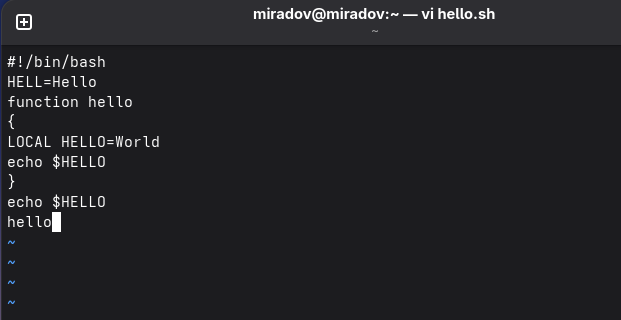 miradov@miradov:~ — vi hello.sh
~
#!/bin/bash
HELL=Hello
function hello
{
LOCAL HELLO=World
echo $HELLO
}
echo $HELLO
hello
~
~
~
~